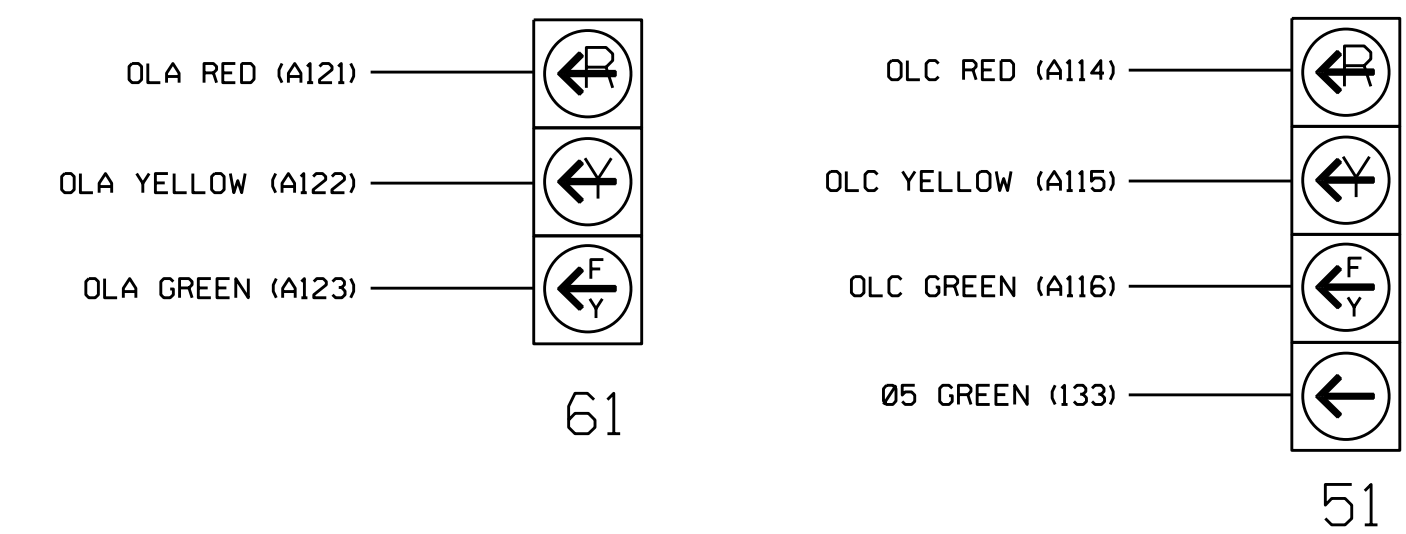 OLA RED (A121)
R
OLA YELLOW (A122)
Y
OLA GREEN (A123)
F
Y
61
OLC RED (A114)
R
OLC YELLOW (A115)
Y
OLC GREEN (A116)
F
Y
Ø5 GREEN (133)
51